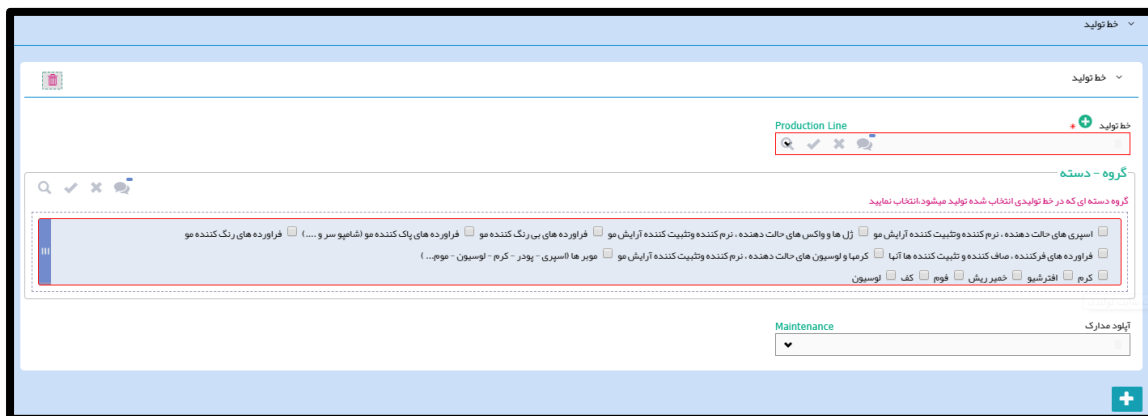 خط تولید
خط تولید
خط تولید * Production Line
گروه - دسته
گروه دسته ای که در خط تولیدی انتخاب شده تولید میشود،انتخاب نمایید
اسپری های حالت دهنده ، نرم کننده وتثبیت کننده آرایش مو ژل ها و واکس های حالت دهنده ، نرم کننده وتثبیت کننده آرایش مو فراورده های بی رنگ کننده مو فراورده های پاک کننده مو (شامپو سر و ....) فراورده های رنگ کننده مو
فراورده های فرکننده ، صاف کننده و تثبیت کننده ها آنها کرمها و لوسیون های حالت دهنده ، نرم کننده وتثبیت کننده آرایش مو موبر ها (اسپری - پودر - کرم - لوسیون - موم... )
کرم افترشیو خمیر ریش فوم کف لوسیون
آپلود مدارک Maintenance